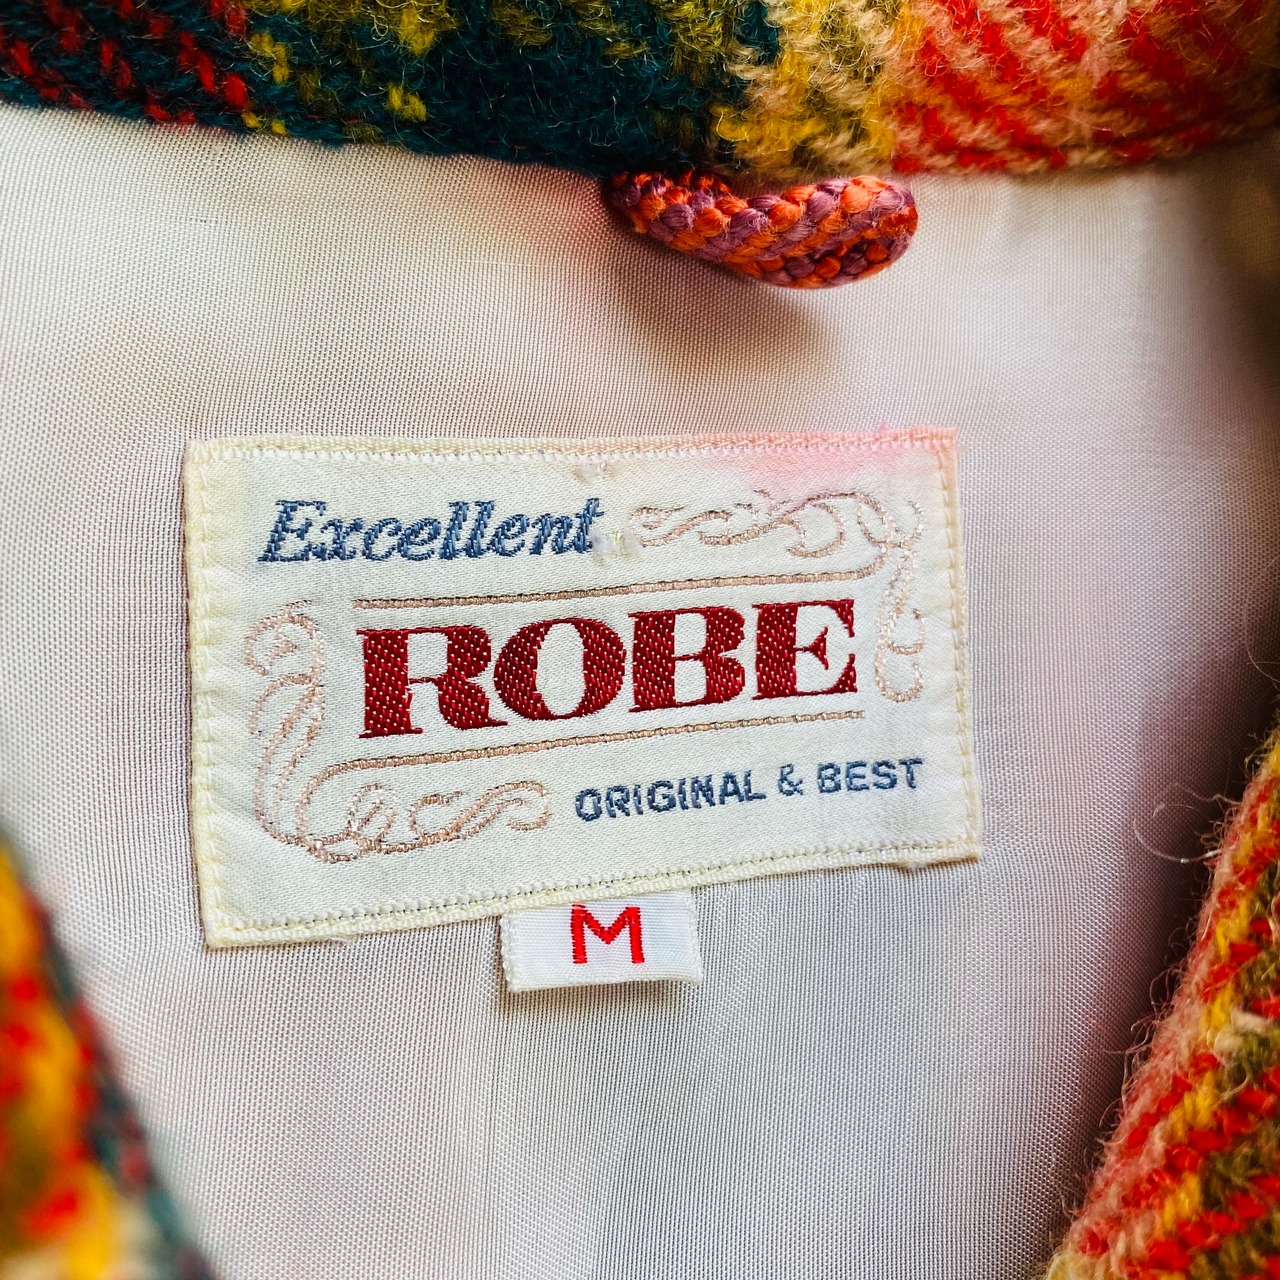 Excellent
ROBE
ORIGINAL & BEST
M